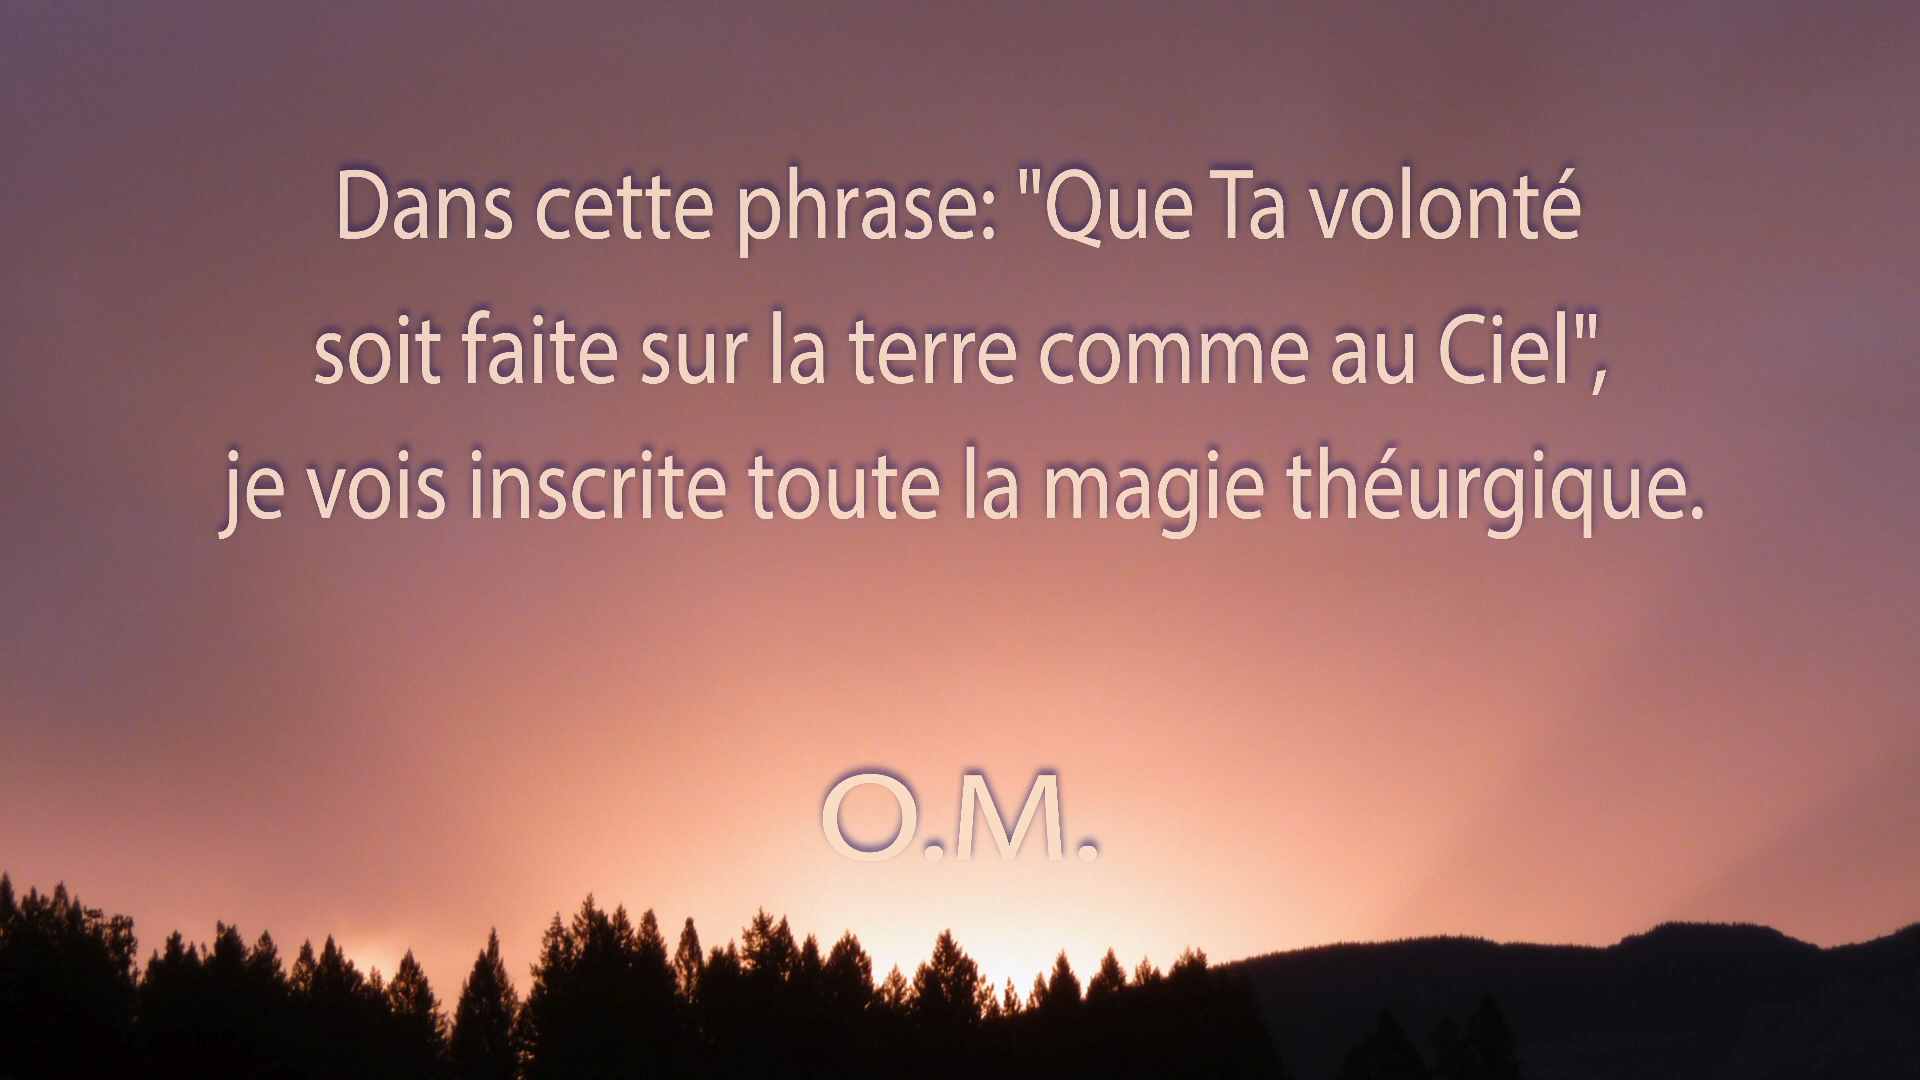 Dans cette phrase: "Que Ta volonté
soit faite sur la terre comme au Ciel",
je vois inscrite toute la magie théurgique.
O.M.